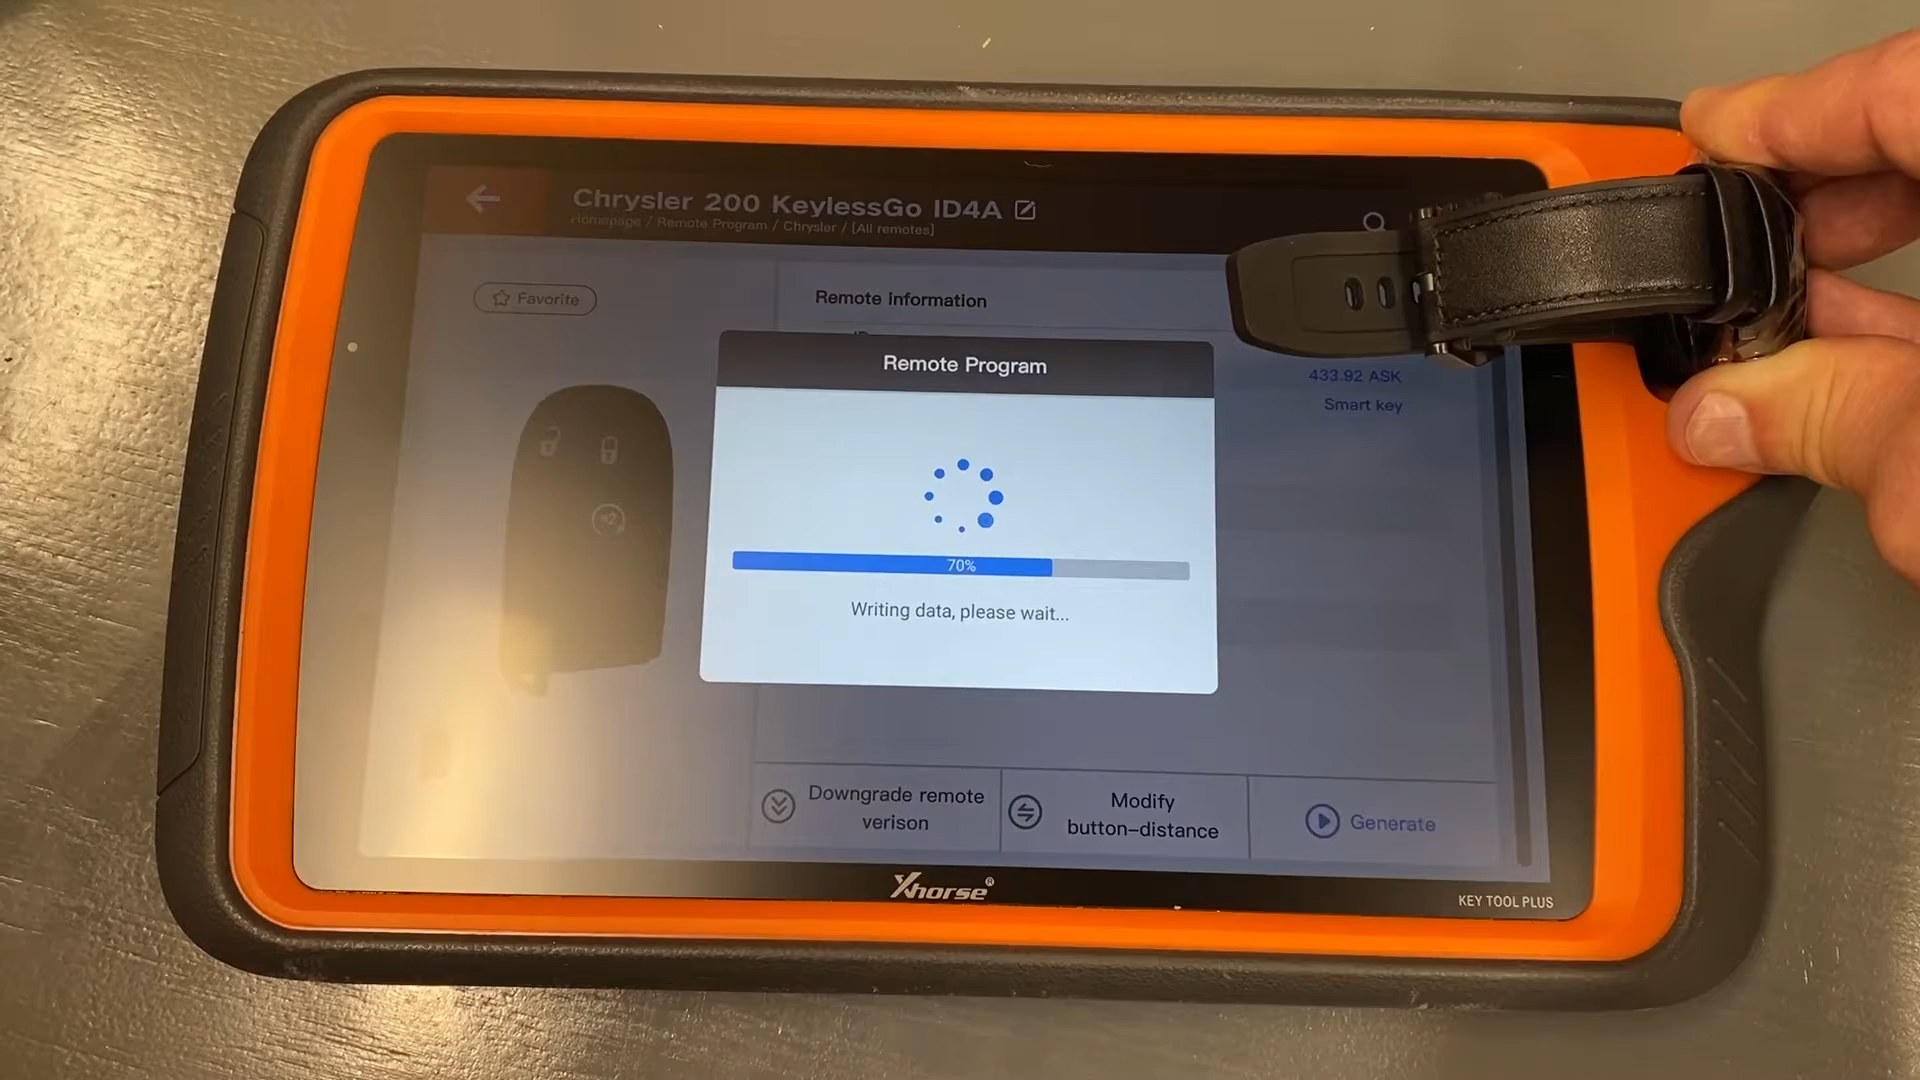 Chrysler 200 KeylessGo ID4A
Homepage / Remote Program / Chrysler / [All remotes]
Favorite
Remote information
433.92 ASK
Smart key
Remote Program
70%
Writing data, please wait...
Downgrade remote
verison
Modify
button-distance
Generate
Xhorse®
KEY TOOL PLUS